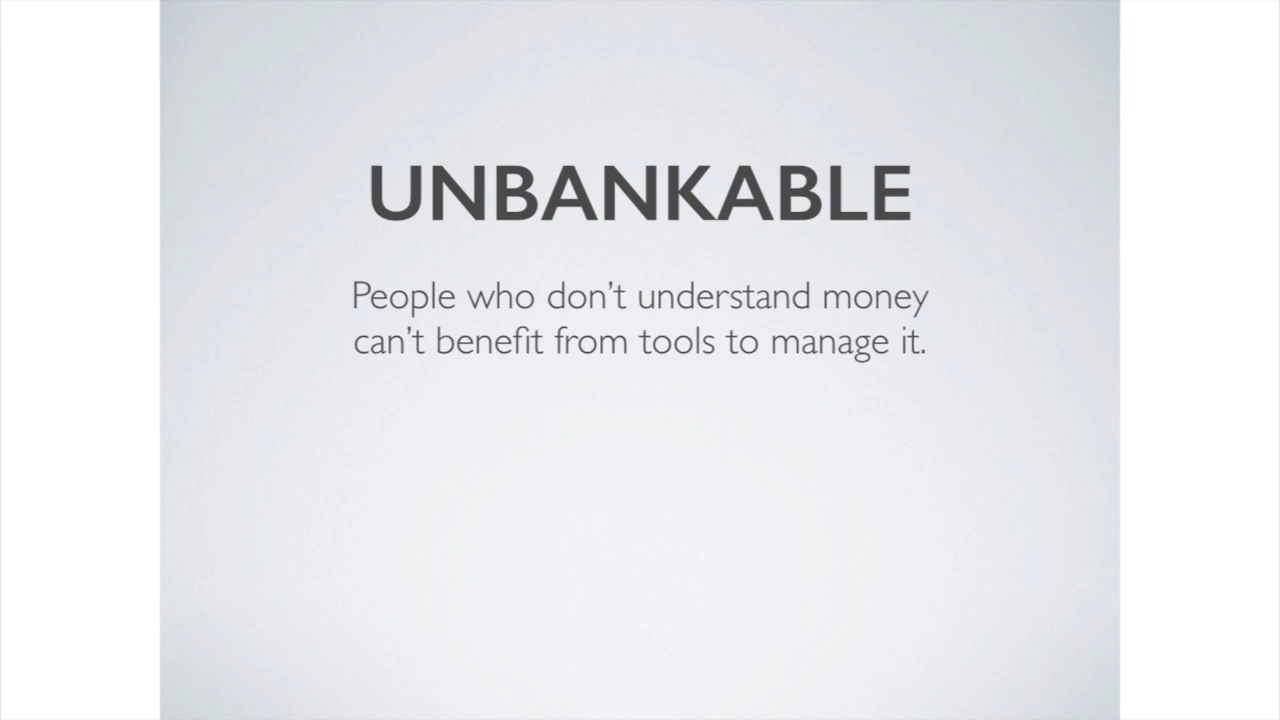 UNBANKABLE
People who don’t understand money
can’t benefit from tools to manage it.